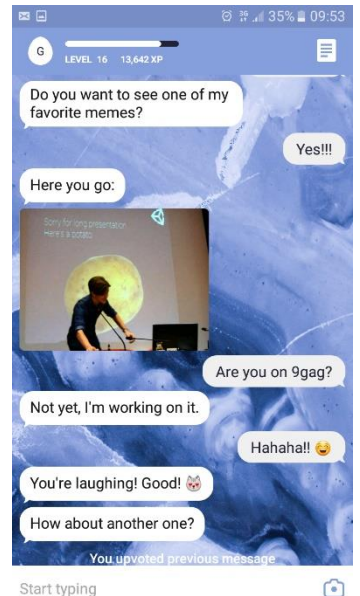 35% 09:53
G
LEVEL 16 13,642 XP
Do you want to see one of my
favorite memes?
Yes!!!
Here you go:
Sorry for long presentation
Here's a potato
Are you on 9gag?
Not yet, I'm working on it.
Hahaha!! 😅
You're laughing! Good! 😸
How about another one?
You upvoted previous message
Start typing